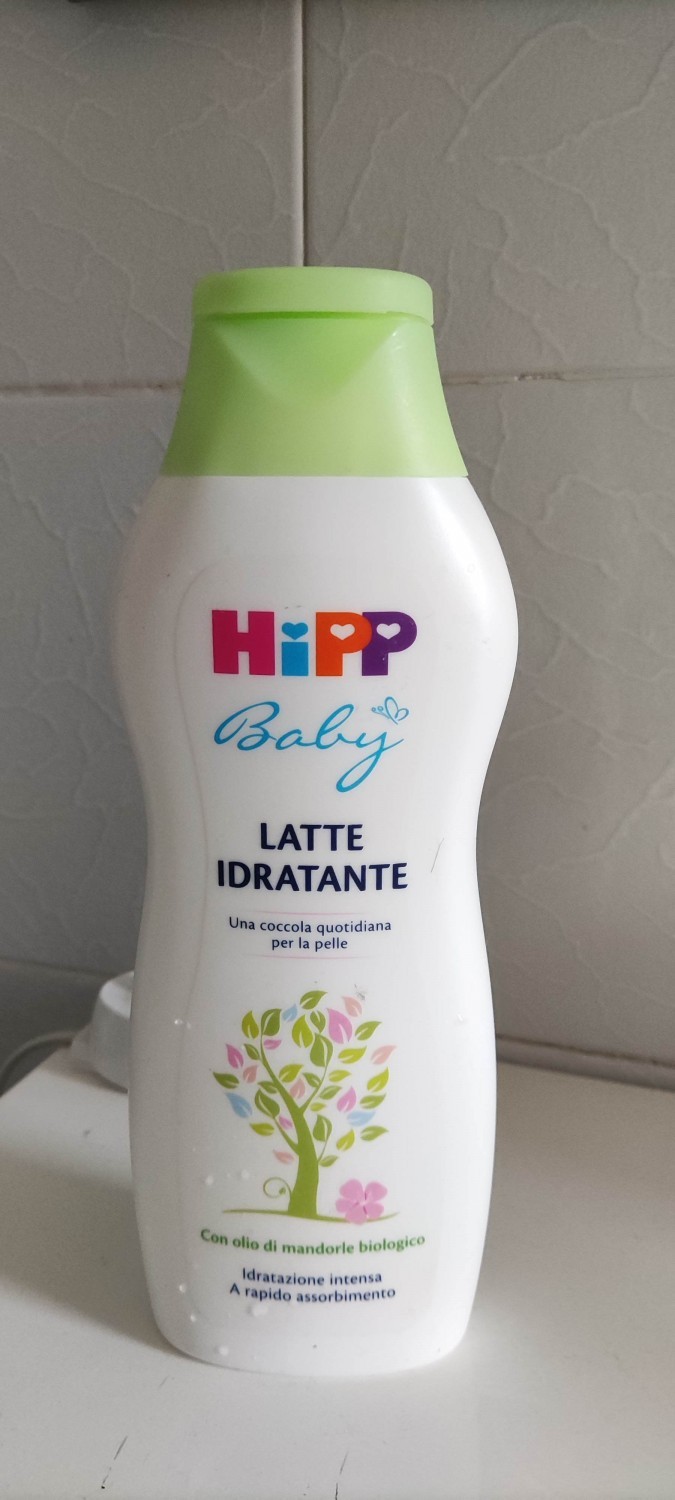 HiPP
Baby
LATTE
IDRATANTE
Una coccola quotidiana
per la pelle
Con olio di mandorle biologico
Idratazione intensa
A rapido assorbimento